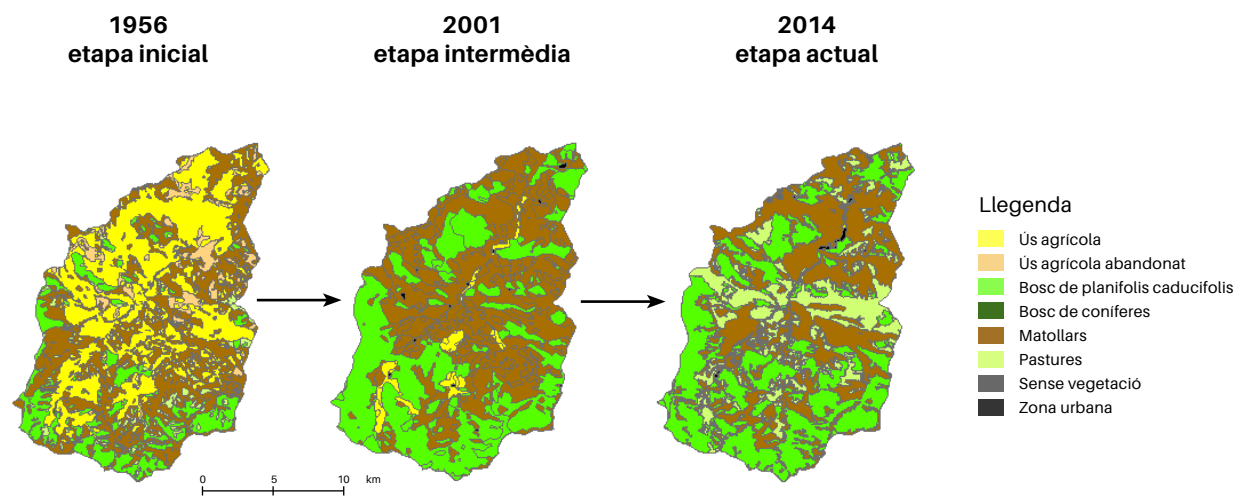 1956
etapa inicial
2001
etapa intermèdia
2014
etapa actual
Llegenda
Ús agrícola
Ús agrícola abandonat
Bosc de planifolis caducifolis
Bosc de coníferes
Matollars
Pastures
Sense vegetació
Zona urbana
0 5 10 km